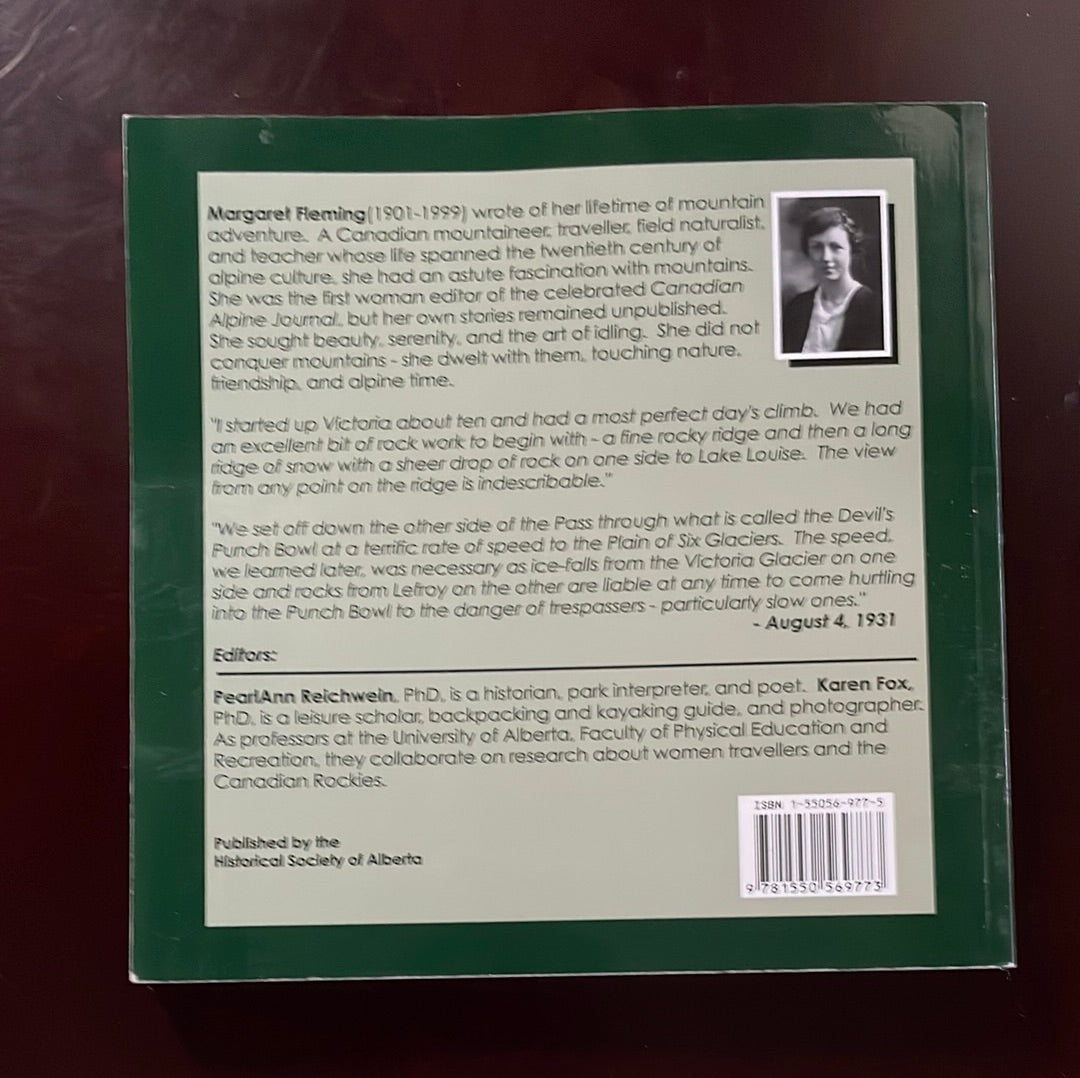 Margaret Fleming(1901-1999) wrote of her lifetime of mountain
adventure. A Canadian mountaineer, traveller, field naturalist,
and teacher whose life spanned the twentieth century of
alpine culture, she had an astute fascination with mountains.
She was the first woman editor of the celebrated Canadian
Alpine Journal, but her own stories remained unpublished.
She sought beauty, serenity, and the art of idling. She did not
conquer mountains - she dwelt with them, touching nature,
friendship, and alpine time.
"I started up Victoria about ten and had a most perfect day's climb. We had
an excellent bit of rock work to begin with - a fine rocky ridge and then a long
ridge of snow with a sheer drop of rock on one side to Lake Louise. The view
from any point on the ridge is indescribable."
"We set off down the other side of the Pass through what is called the Devil's
Punch Bowl at a terrific rate of speed to the Plain of Six Glaciers. The speed,
we learned later, was necessary as ice-falls from the Victoria Glacier on one
side and rocks from Lefroy on the other are liable at any time to come hurtling
into the Punch Bowl to the danger of trespassers - particularly slow ones."
- August 4, 1931
Editors:
PearlAnn Reichwein, PhD, is a historian, park interpreter, and poet. Karen Fox,
PhD, is a leisure scholar, backpacking and kayaking guide, and photographer.
As professors at the University of Alberta, Faculty of Physical Education and
Recreation, they collaborate on research about women travellers and the
Canadian Rockies.
Published by the
Historical Society of Alberta
ISBN 1-55056-977-5
9 781550 569773